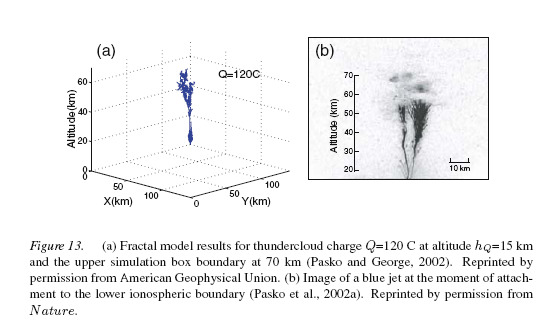 (a)
Q=120C
Altitude(km)
60
40
20
0
0
50
100
X(km)
0
50
100
Y(km)
(b)
Altitude (km)
70
60
50
40
30
20
10 km
Figure 13. (a) Fractal model results for thundercloud charge Q=120 C at altitude hQ=15 km
and the upper simulation box boundary at 70 km (Pasko and George, 2002). Reprinted by
permission from American Geophysical Union. (b) Image of a blue jet at the moment of attach-
ment to the lower ionospheric boundary (Pasko et al., 2002a). Reprinted by permission from
Nature.